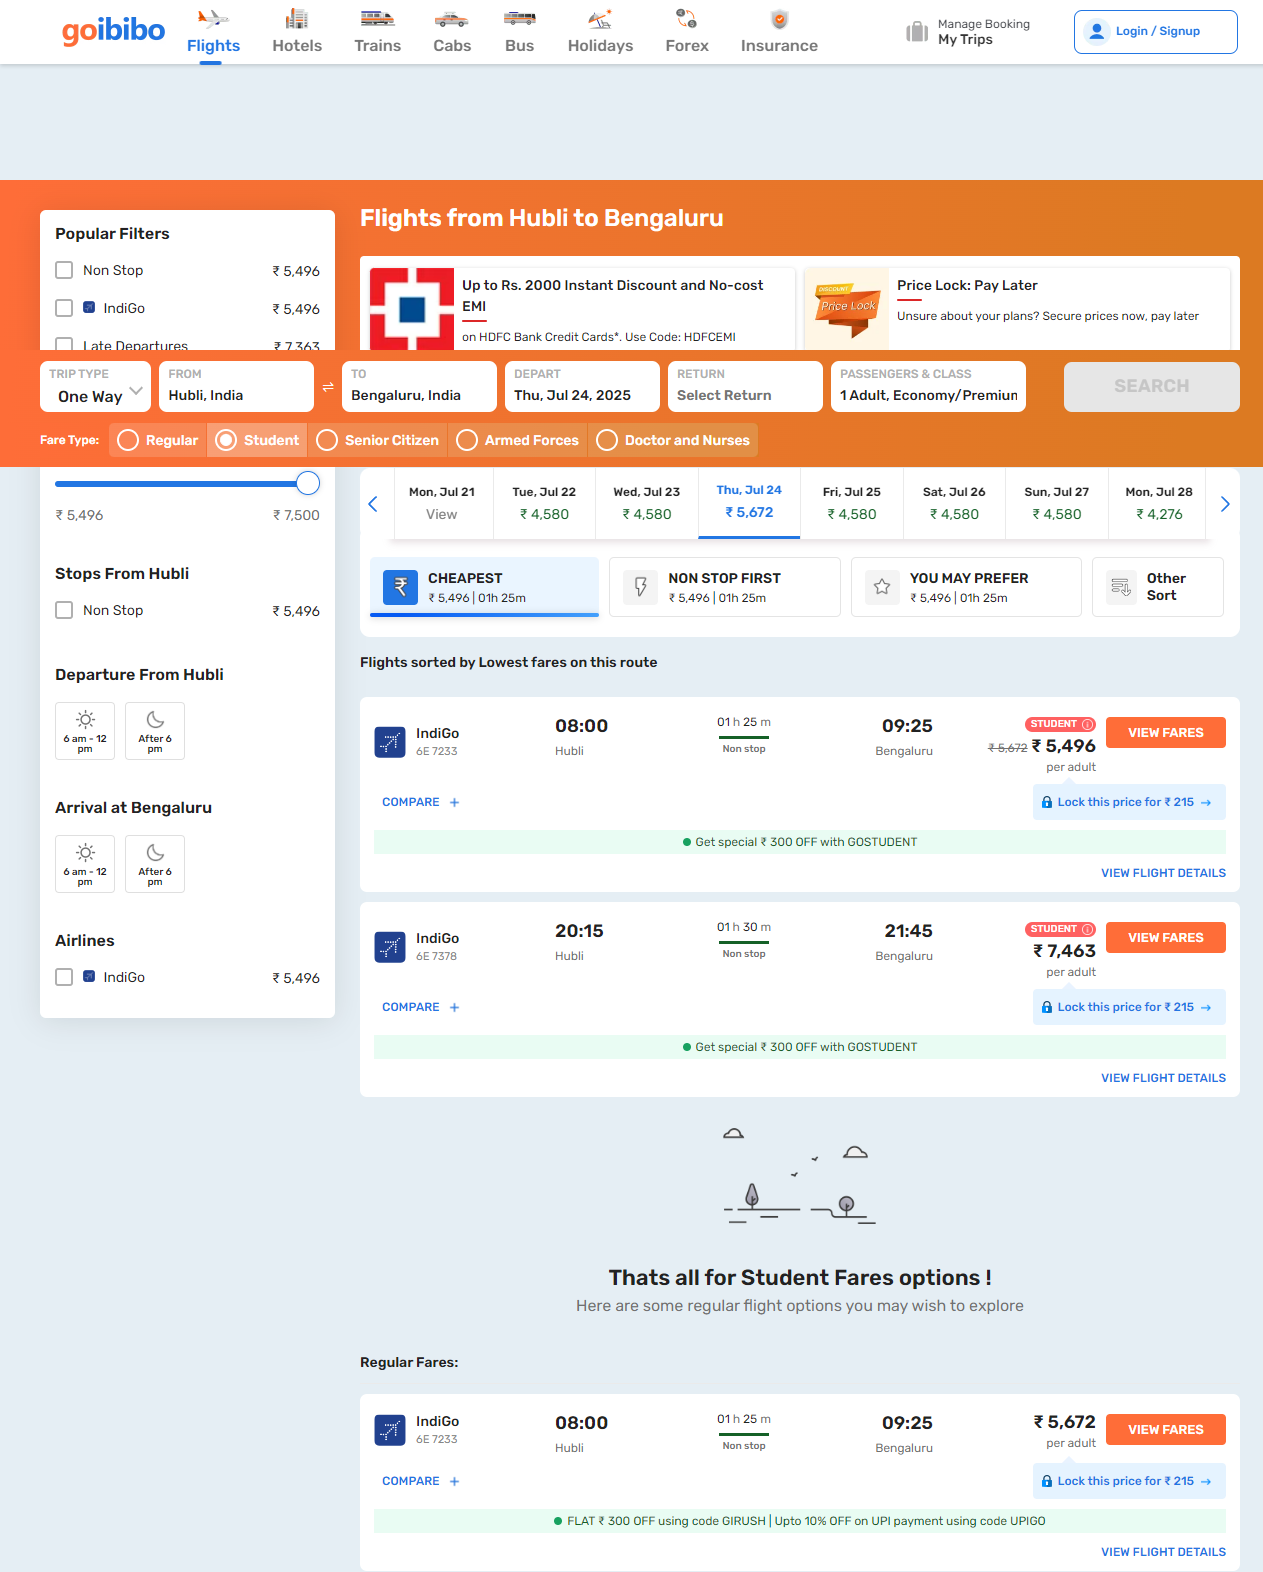 goibibo
Flights
Hotels
Trains
Cabs
Bus
Holidays
Forex
Insurance
Manage Booking
My Trips
Login / Signup
Popular Filters
Non Stop ₹ 5,496
IndiGo ₹ 5,496
Late Departures ₹ 7,363
Flights from Hubli to Bengaluru
Up to Rs. 2000 Instant Discount and No-cost
EMI
on HDFC Bank Credit Cards*. Use Code: HDFCEMI
DISCOUNT
Price Lock
Price Lock: Pay Later
Unsure about your plans? Secure prices now, pay later
TRIP TYPE
One Way
FROM
Hubli, India
TO
Bengaluru, India
DEPART
Thu, Jul 24, 2025
RETURN
Select Return
PASSENGERS & CLASS
1 Adult, Economy/Premiun
SEARCH
Fare Type: Regular Student Senior Citizen Armed Forces Doctor and Nurses
₹ 5,496 ₹ 7,500
Stops From Hubli
Non Stop ₹ 5,496
Departure From Hubli
6 am - 12
pm
After 6
pm
Arrival at Bengaluru
6 am - 12
pm
After 6
pm
Airlines
IndiGo ₹ 5,496
Mon, Jul 21
View
Tue, Jul 22
₹ 4,580
Wed, Jul 23
₹ 4,580
Thu, Jul 24
₹ 5,672
Fri, Jul 25
₹ 4,580
Sat, Jul 26
₹ 4,580
Sun, Jul 27
₹ 4,580
Mon, Jul 28
₹ 4,276
₹
CHEAPEST
₹ 5,496 | 01h 25m
NON STOP FIRST
₹ 5,496 | 01h 25m
YOU MAY PREFER
₹ 5,496 | 01h 25m
Other
Sort
Flights sorted by Lowest fares on this route
IndiGo
6E 7233
08:00
Hubli
01 h 25 m
Non stop
09:25
Bengaluru
STUDENT
₹ 5,672 ₹ 5,496
per adult
VIEW FARES
COMPARE +
Lock this price for ₹ 215 →
Get special ₹ 300 OFF with GOSTUDENT
VIEW FLIGHT DETAILS
IndiGo
6E 7378
20:15
Hubli
01 h 30 m
Non stop
21:45
Bengaluru
STUDENT
₹ 7,463
per adult
VIEW FARES
COMPARE +
Lock this price for ₹ 215 →
Get special ₹ 300 OFF with GOSTUDENT
VIEW FLIGHT DETAILS
Thats all for Student Fares options !
Here are some regular flight options you may wish to explore
Regular Fares:
IndiGo
6E 7233
08:00
Hubli
01 h 25 m
Non stop
09:25
Bengaluru
₹ 5,672
per adult
VIEW FARES
COMPARE +
Lock this price for ₹ 215 →
FLAT ₹ 300 OFF using code GIRUSH | Upto 10% OFF on UPI payment using code UPIGO
VIEW FLIGHT DETAILS